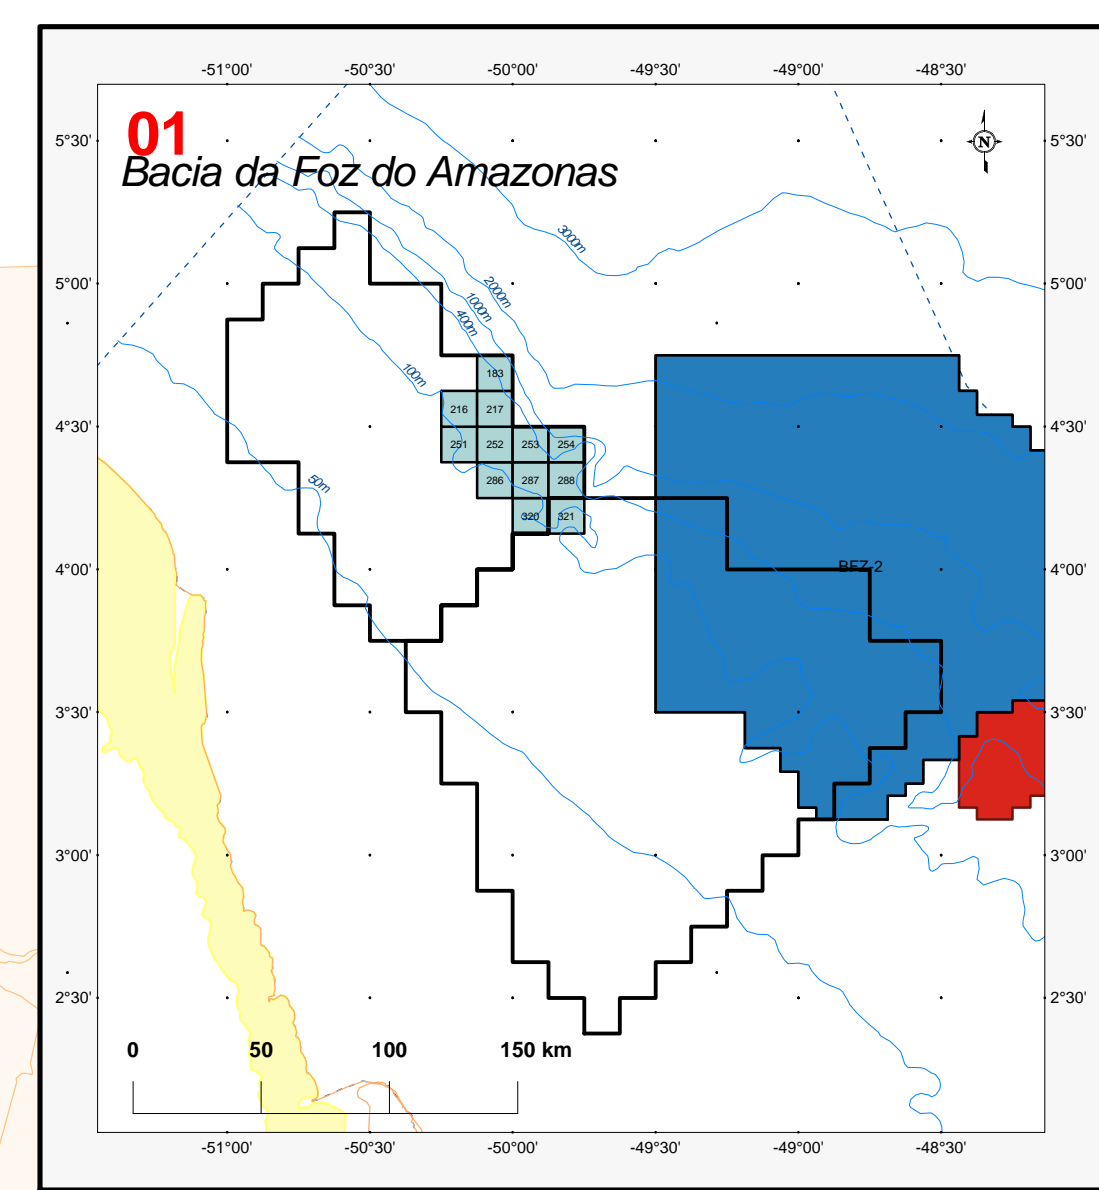 -51°00' -50°30' -50°00' -49°30' -49°00' -48°30'
01
5°30' 5°30'
N
Bacia da Foz do Amazonas
3000m
5°00' 5°00'
2000m
1000m
400m
100m
183
216 217
4°30' 4°30'
251 252 253 254
286 287 288
50m
320 321
4°00' BFZ-2 4°00'
3°30' 3°30'
3°00' 3°00'
2°30' 2°30'
0 50 100 150 km
-51°00' -50°30' -50°00' -49°30' -49°00' -48°30'